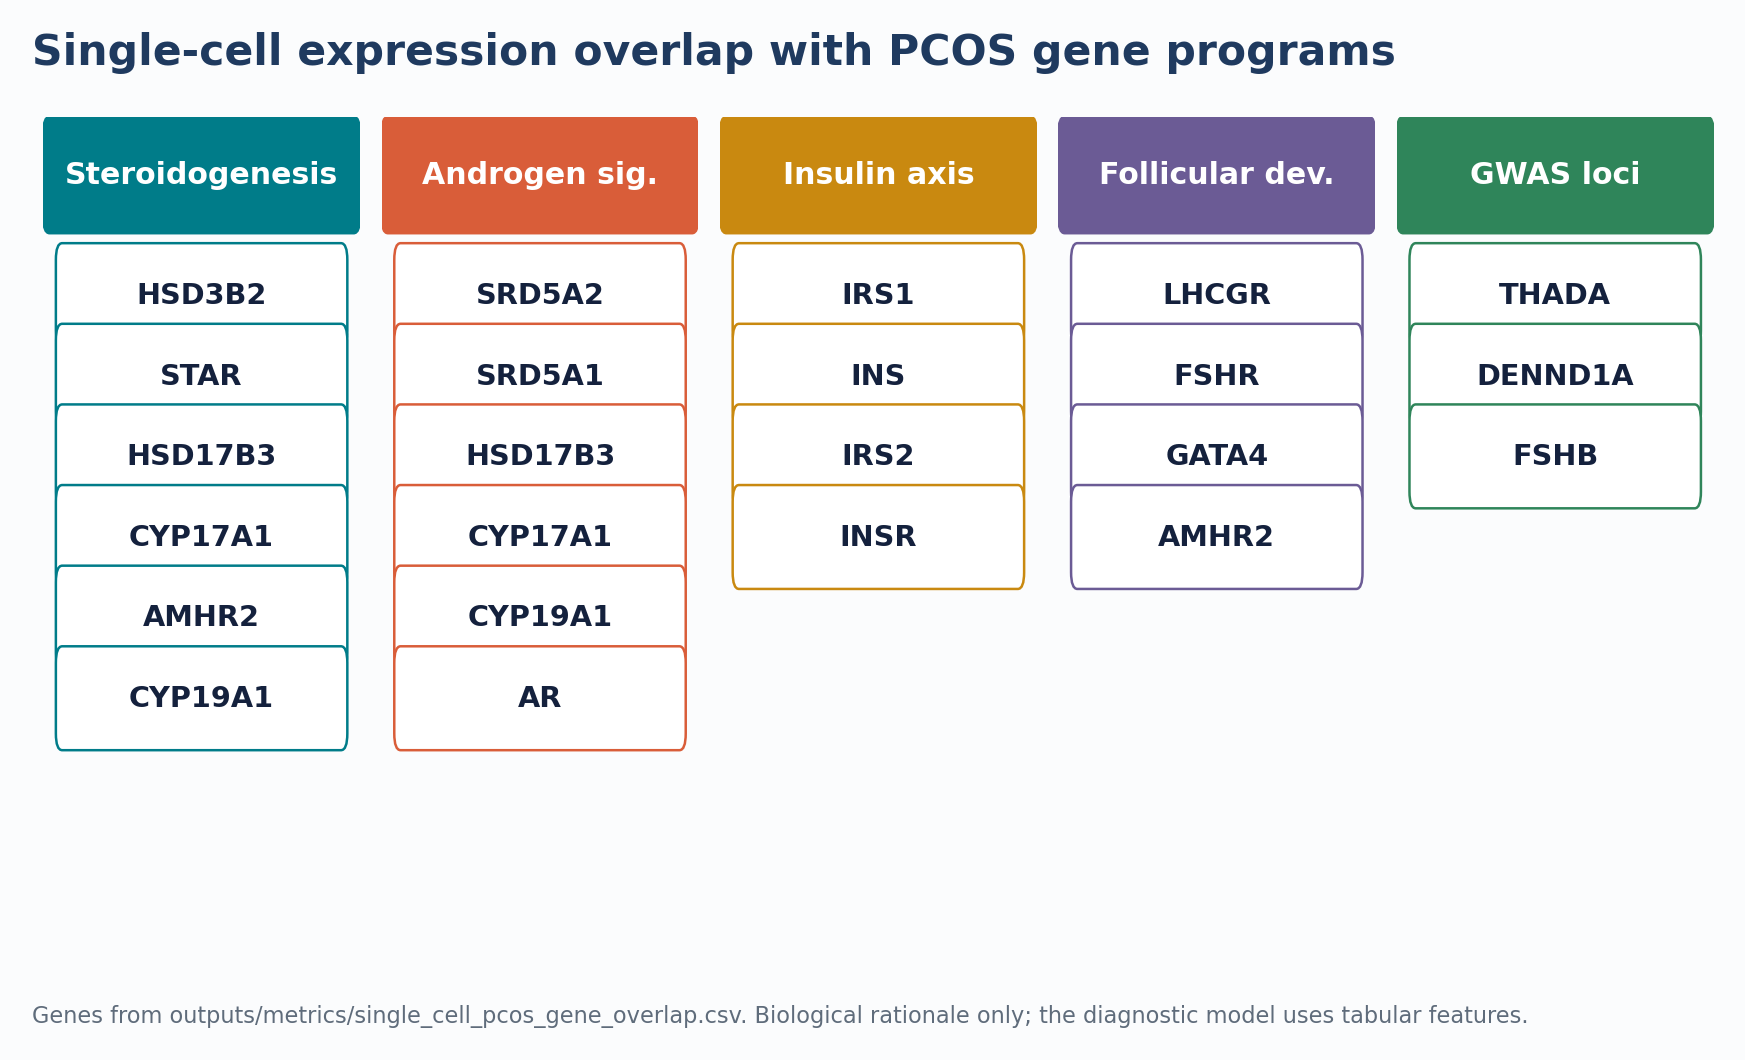 Single-cell expression overlap with PCOS gene programs
Steroidogenesis
HSD3B2
STAR
HSD17B3
CYP17A1
AMHR2
CYP19A1
Androgen sig.
SRD5A2
SRD5A1
HSD17B3
CYP17A1
CYP19A1
AR
Insulin axis
IRS1
INS
IRS2
INSR
Follicular dev.
LHCGR
FSHR
GATA4
AMHR2
GWAS loci
THADA
DENND1A
FSHB
Genes from outputs/metrics/single_cell_pcos_gene_overlap.csv. Biological rationale only; the diagnostic model uses tabular features.